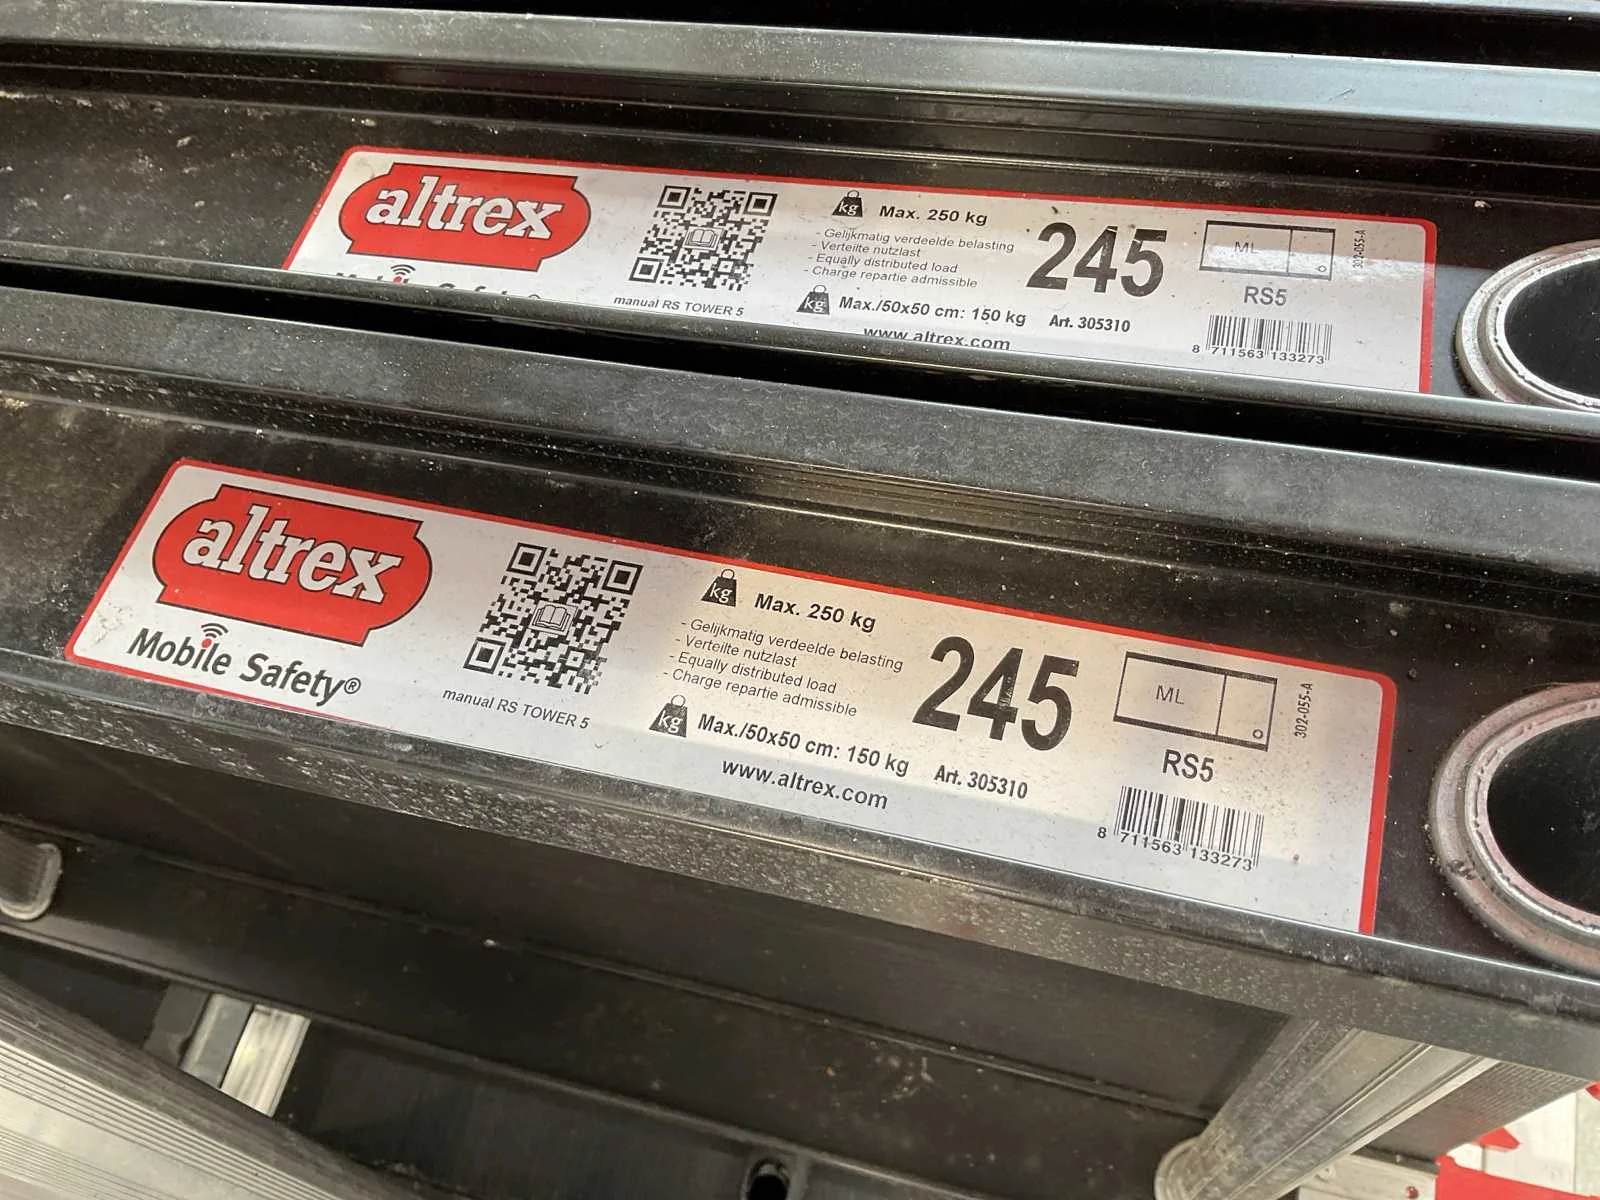 altrex
manual RS TOWER 5
kg Max. 250 kg
- Gelijkmatig verdeelde belasting
- Verteilte nutzlast
- Equally distributed load
- Charge repartie admissible
kg Max./50x50 cm: 150 kg
www.altrex.com
245
Art. 305310
ML
RS5
302-055-A
8 711563 133273
altrex
Mobile Safety®
manual RS TOWER 5
kg Max. 250 kg
- Gelijkmatig verdeelde belasting
- Verteilte nutzlast
- Equally distributed load
- Charge repartie admissible
kg Max./50x50 cm: 150 kg
www.altrex.com
245
Art. 305310
ML
RS5
302-055-A
8 711563 133273